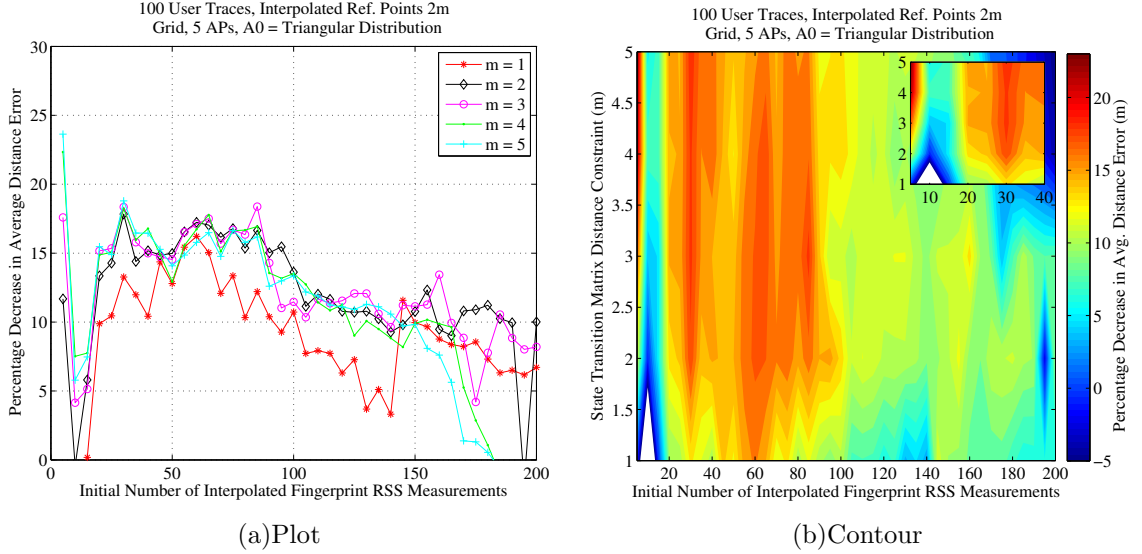 100 User Traces, Interpolated Ref. Points 2m
Grid, 5 APs, A0 = Triangular Distribution
Percentage Decrease in Average Distance Error
30
25
20
15
10
5
0
m = 1
m = 2
m = 3
m = 4
m = 5
0 50 100 150 200
Initial Number of Interpolated Fingerprint RSS Measurements
(a)Plot
100 User Traces, Interpolated Ref. Points 2m
Grid, 5 APs, A0 = Triangular Distribution
State Transition Matrix Distance Constraint (m)
5
4.5
4
3.5
3
2.5
2
1.5
1
5
4
3
2
1
10 20 30 40
20 40 60 80 100 120 140 160 180 200
Initial Number of Interpolated Fingerprint RSS Measurements
20
15
10
5
0
−5
Percentage Decrease in Avg. Distance Error (m)
(b)Contour